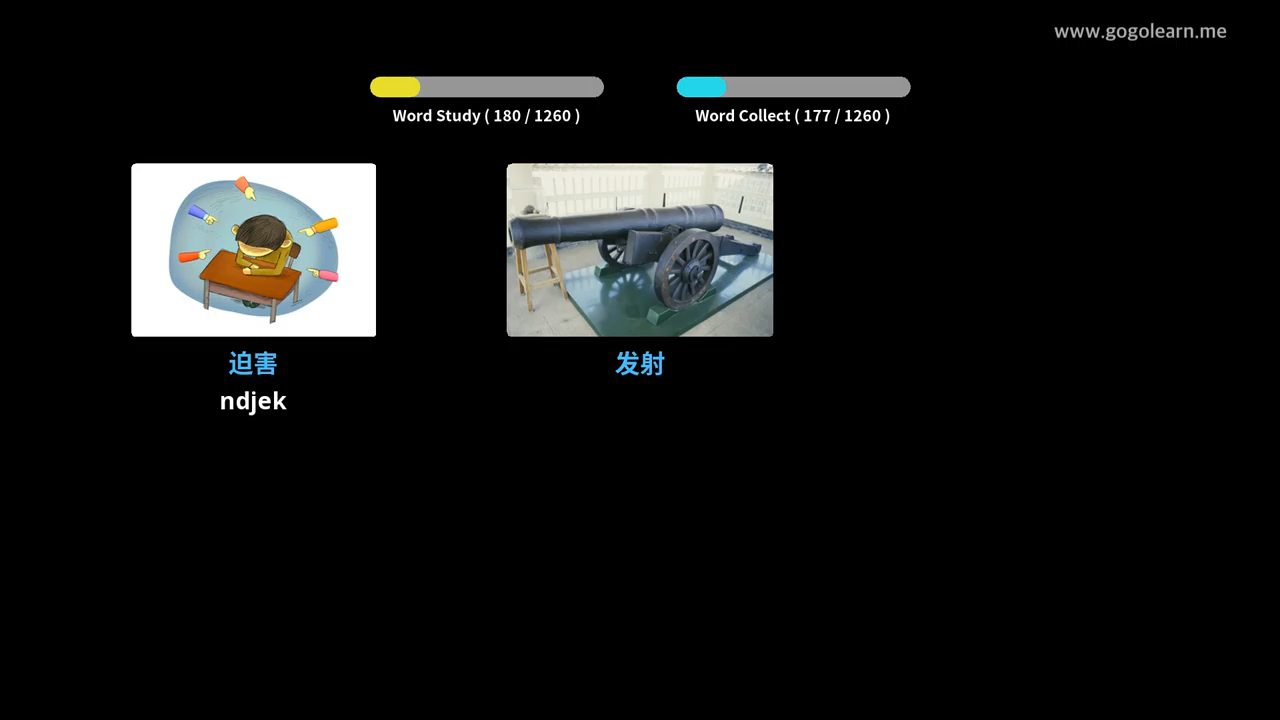 www.gogolearn.me
Word Study ( 180 / 1260 )
Word Collect ( 177 / 1260 )
迫害
ndjek
发射